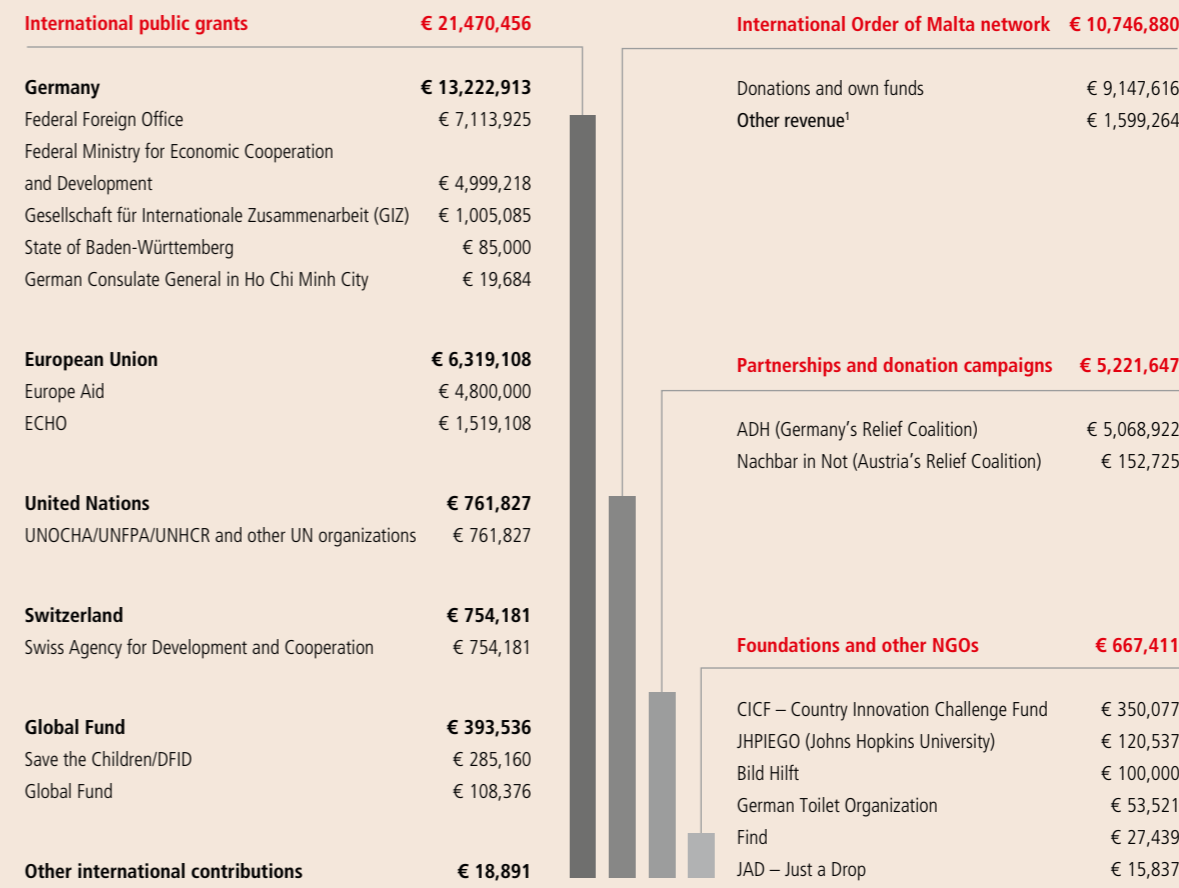 International public grants € 21,470,456
Germany € 13,222,913
Federal Foreign Office € 7,113,925
Federal Ministry for Economic Cooperation
and Development € 4,999,218
Gesellschaft für Internationale Zusammenarbeit (GIZ) € 1,005,085
State of Baden-Württemberg € 85,000
German Consulate General in Ho Chi Minh City € 19,684
European Union € 6,319,108
Europe Aid € 4,800,000
ECHO € 1,519,108
United Nations € 761,827
UNOCHA/UNFPA/UNHCR and other UN organizations € 761,827
Switzerland € 754,181
Swiss Agency for Development and Cooperation € 754,181
Global Fund € 393,536
Save the Children/DFID € 285,160
Global Fund € 108,376
Other international contributions € 18,891
International Order of Malta network € 10,746,880
Donations and own funds € 9,147,616
Other revenue¹ € 1,599,264
Partnerships and donation campaigns € 5,221,647
ADH (Germany’s Relief Coalition) € 5,068,922
Nachbar in Not (Austria’s Relief Coalition) € 152,725
Foundations and other NGOs € 667,411
CICF – Country Innovation Challenge Fund € 350,077
JHPIEGO (Johns Hopkins University) € 120,537
Bild Hilft € 100,000
German Toilet Organization € 53,521
Find € 27,439
JAD – Just a Drop € 15,837